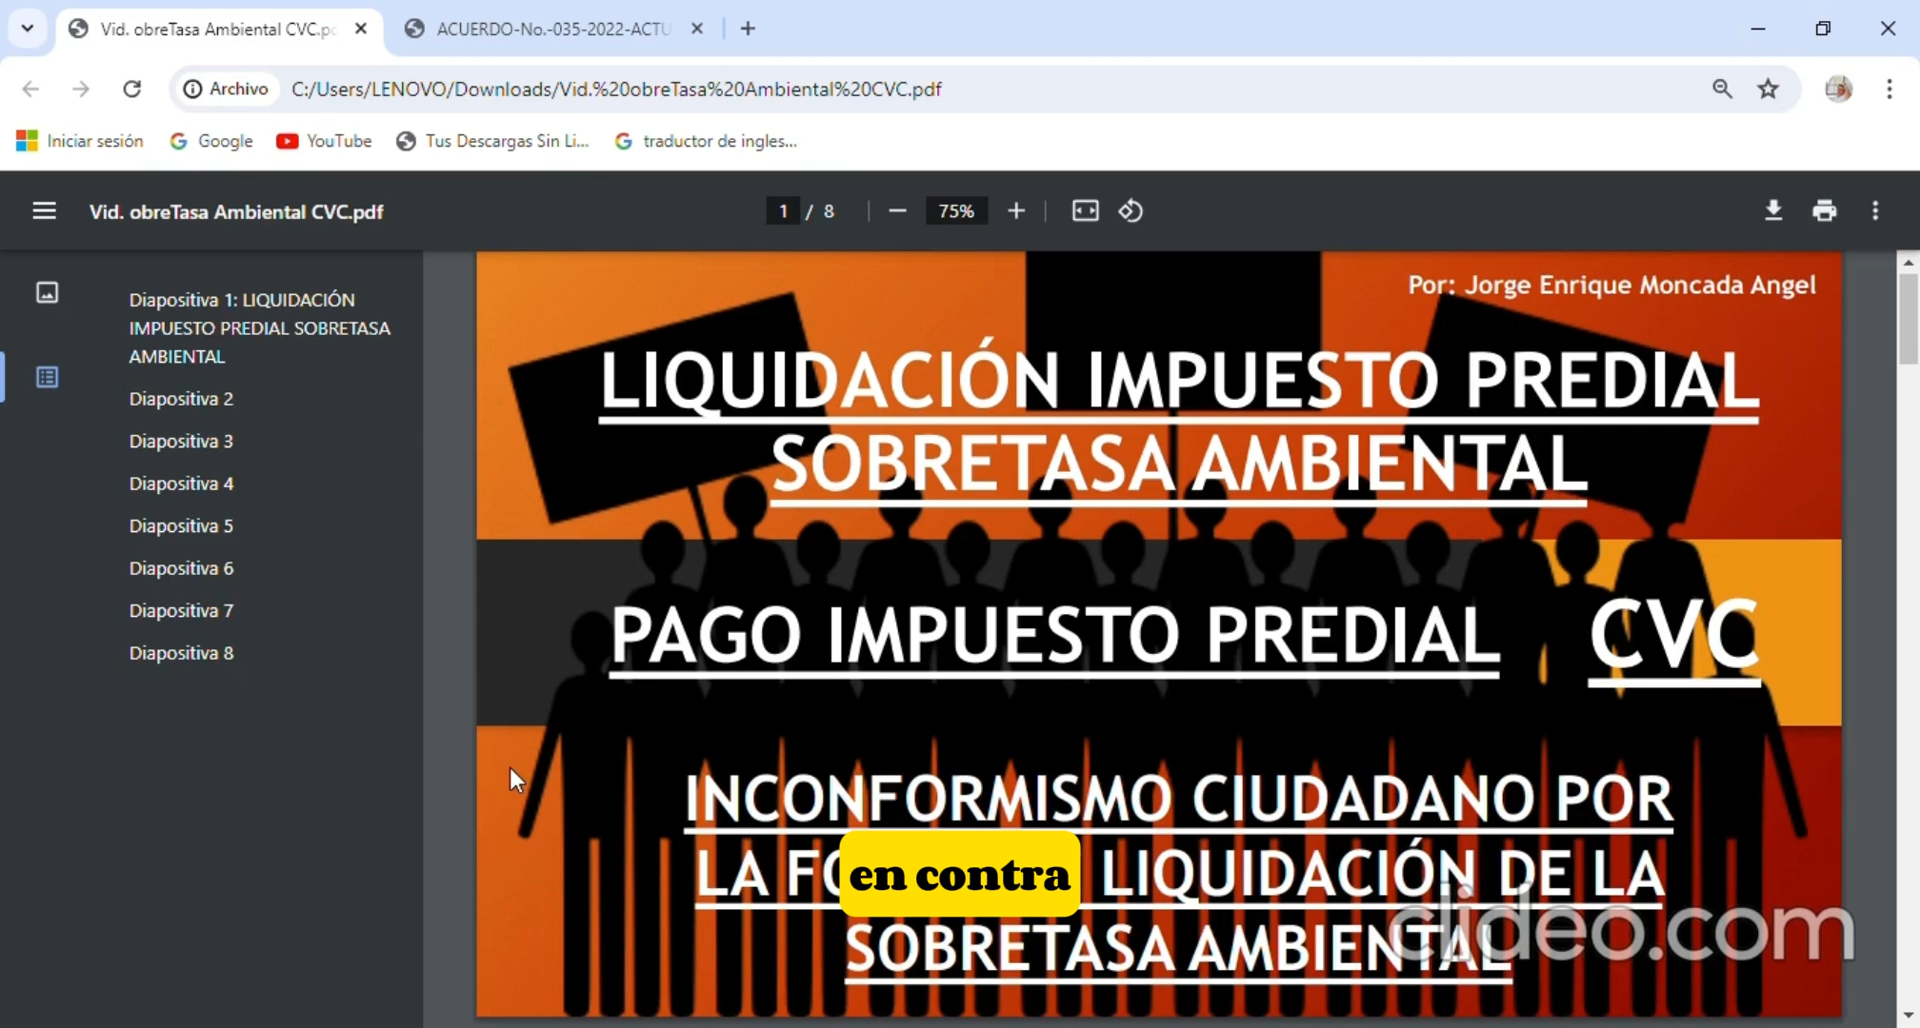 Vid. obreTasa Ambiental CVC.pc
ACUERDO-No.-035-2022-ACTU
Archivo
C:/Users/LENOVO/Downloads/Vid.%20obreTasa%20Ambiental%20CVC.pdf
Iniciar sesión
Google
YouTube
Tus Descargas Sin Li...
traductor de ingles...
Vid. obreTasa Ambiental CVC.pdf
1 / 8
75%
Diapositiva 1: LIQUIDACIÓN
IMPUESTO PREDIAL SOBRETASA
AMBIENTAL
Diapositiva 2
Diapositiva 3
Diapositiva 4
Diapositiva 5
Diapositiva 6
Diapositiva 7
Diapositiva 8
Por: Jorge Enrique Moncada Angel
LIQUIDACIÓN IMPUESTO PREDIAL
SOBRETASA AMBIENTAL
PAGO IMPUESTO PREDIAL CVC
INCONFORMISMO CIUDADANO POR
LA LIQUIDACIÓN DE LA
en contra
SOBRETASA AMBIENTAL
clideo.com